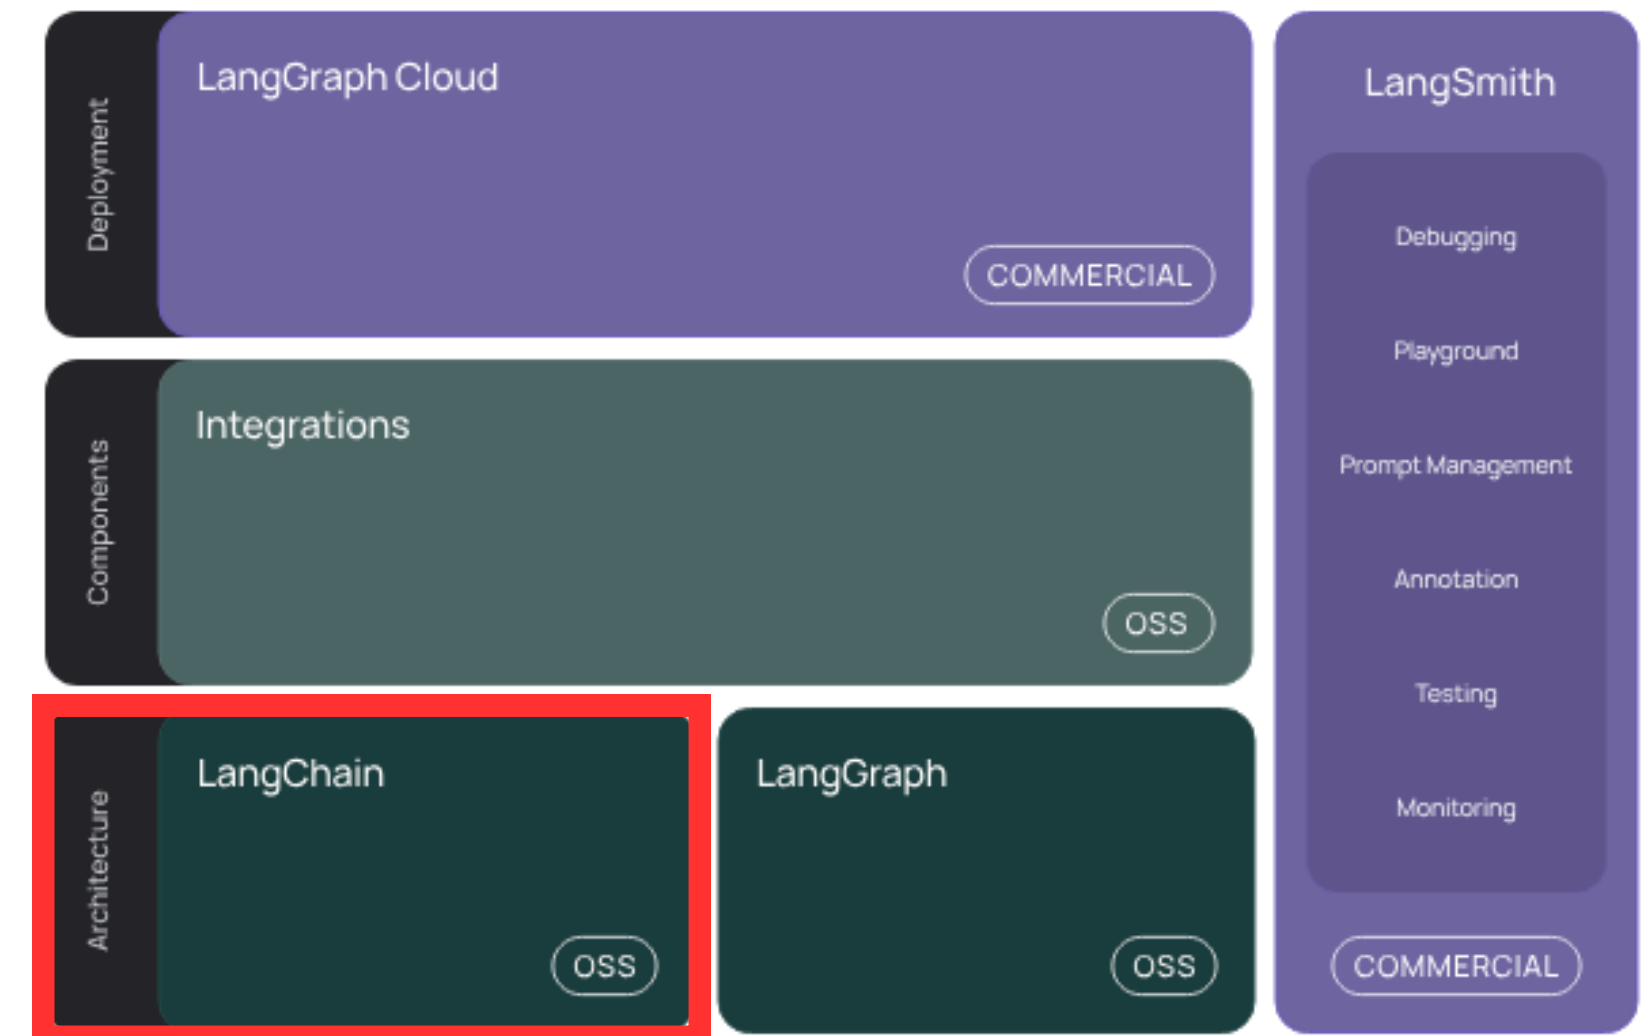 Deployment
LangGraph Cloud
COMMERCIAL
Components
Integrations
OSS
Architecture
LangChain
OSS
LangGraph
OSS
LangSmith
Debugging
Playground
Prompt Management
Annotation
Testing
Monitoring
COMMERCIAL